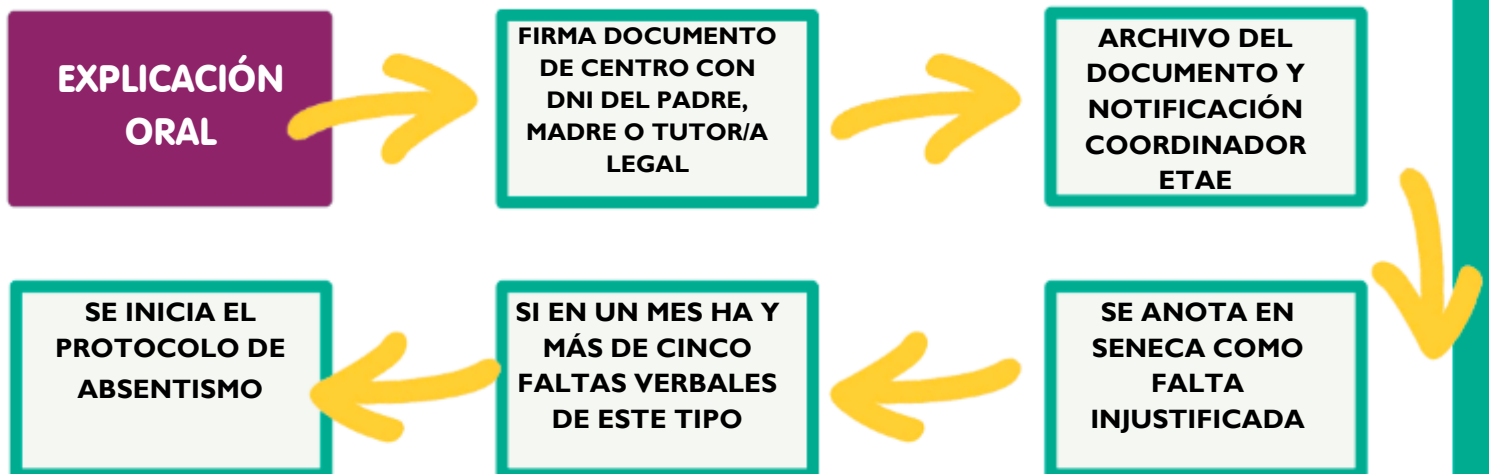 EXPLICACIÓN
ORAL
FIRMA DOCUMENTO
DE CENTRO CON
DNI DEL PADRE,
MADRE O TUTOR/A
LEGAL
ARCHIVO DEL
DOCUMENTO Y
NOTIFICACIÓN
COORDINADOR
ETAE
SE ANOTA EN
SENECA COMO
FALTA
INJUSTIFICADA
SI EN UN MES HA Y
MÁS DE CINCO
FALTAS VERBALES
DE ESTE TIPO
SE INICIA EL
PROTOCOLO DE
ABSENTISMO